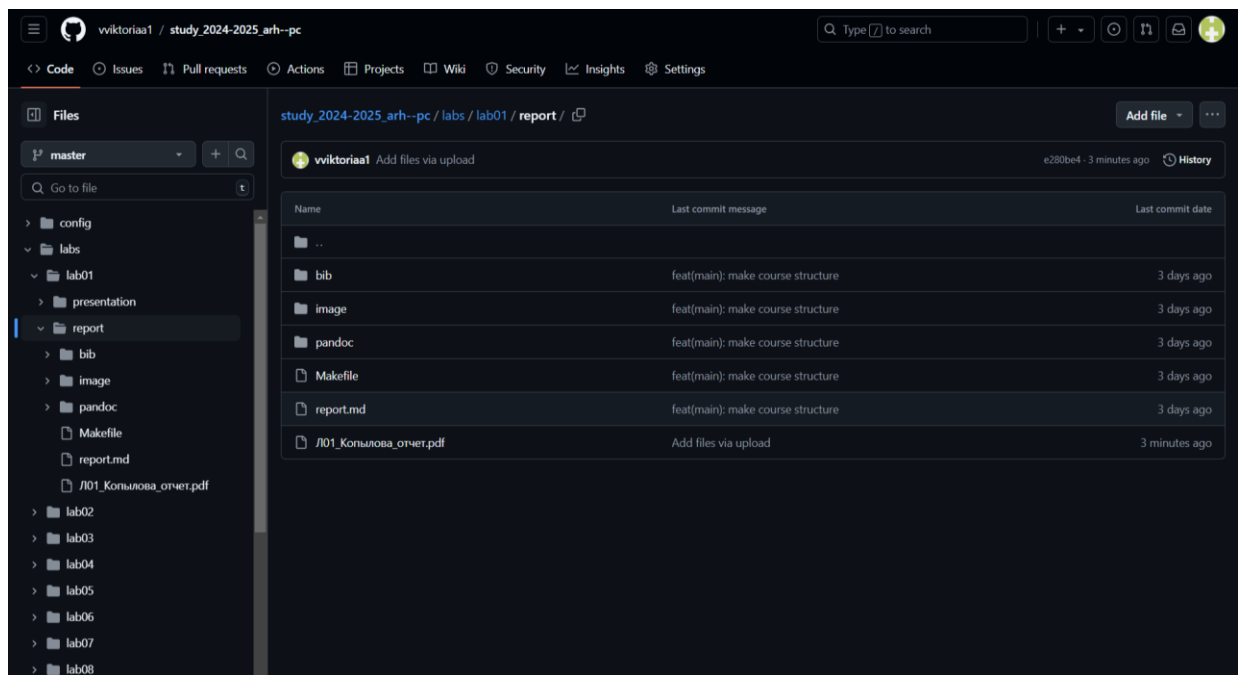 vviktoriaa1 / study_2024-2025_arh--pc
Type / to search
Code Issues Pull requests Actions Projects Wiki Security Insights Settings
Files
master
Go to file
t
config
labs
lab01
presentation
report
bib
image
pandoc
Makefile
report.md
Л01_Копылова_отчет.pdf
lab02
lab03
lab04
lab05
lab06
lab07
lab08
study_2024-2025_arh--pc / labs / lab01 / report /
Add file
vviktoriaa1 Add files via upload
e280be4 · 3 minutes ago History
Name Last commit message Last commit date
..
bib feat(main): make course structure 3 days ago
image feat(main): make course structure 3 days ago
pandoc feat(main): make course structure 3 days ago
Makefile feat(main): make course structure 3 days ago
report.md feat(main): make course structure 3 days ago
Л01_Копылова_отчет.pdf Add files via upload 3 minutes ago